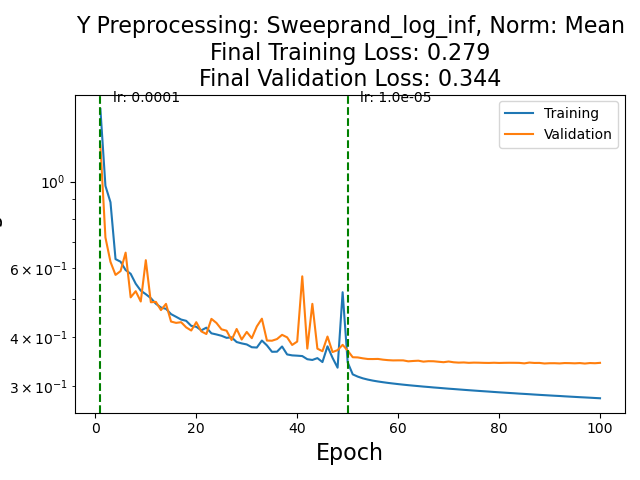 Y Preprocessing: Sweeprand_log_inf, Norm: Mean
Final Training Loss: 0.279
Final Validation Loss: 0.344
lr: 0.0001
lr: 1.0e-05
Training
Validation
10⁰
6 × 10⁻¹
4 × 10⁻¹
3 × 10⁻¹
0 20 40 60 80 100
Epoch